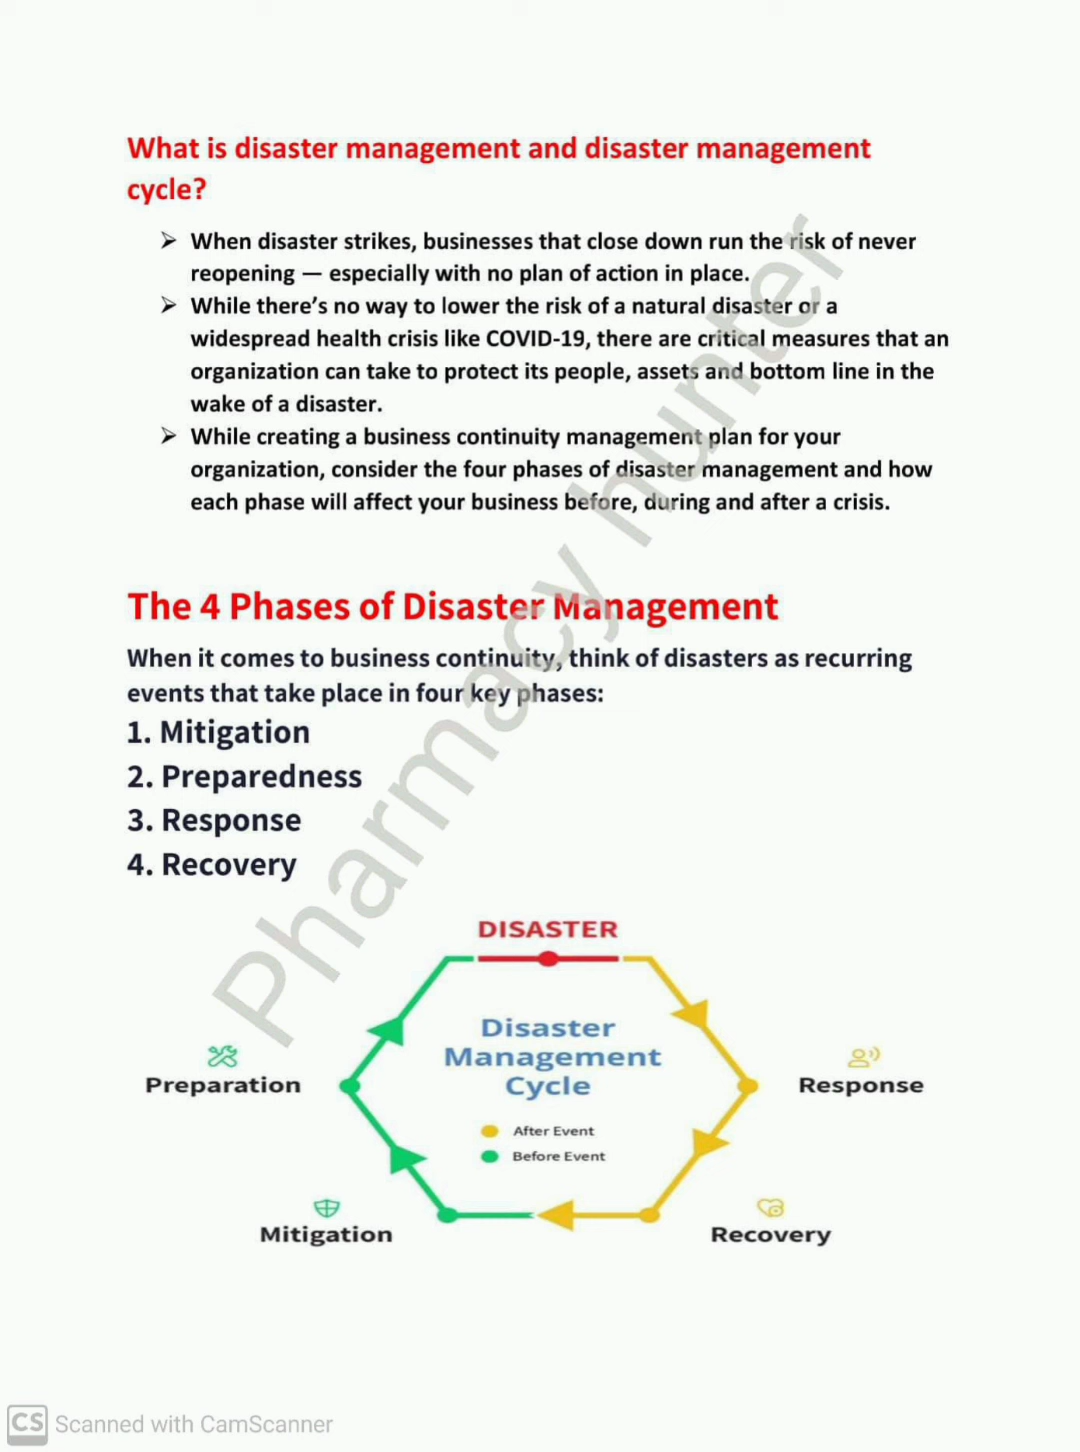 What is disaster management and disaster management
cycle?
➢ When disaster strikes, businesses that close down run the risk of never
reopening — especially with no plan of action in place.
➢ While there's no way to lower the risk of a natural disaster or a
widespread health crisis like COVID-19, there are critical measures that an
organization can take to protect its people, assets and bottom line in the
wake of a disaster.
➢ While creating a business continuity management plan for your
organization, consider the four phases of disaster management and how
each phase will affect your business before, during and after a crisis.
The 4 Phases of Disaster Management
When it comes to business continuity, think of disasters as recurring
events that take place in four key phases:
1. Mitigation
2. Preparedness
3. Response
4. Recovery
DISASTER
Disaster
Management
Cycle
After Event
Before Event
Preparation
Response
Mitigation
Recovery
Pharmacy hunter
CS Scanned with CamScanner